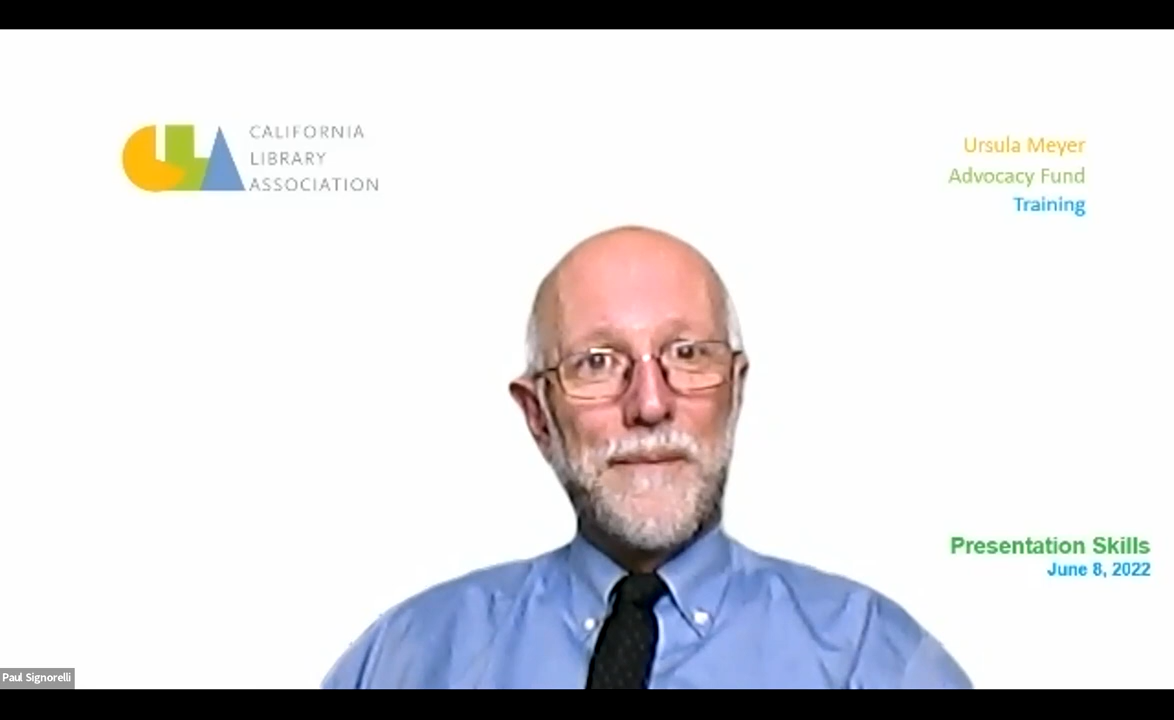 CALIFORNIA
LIBRARY
ASSOCIATION
Ursula Meyer
Advocacy Fund
Training
Presentation Skills
June 8, 2022
Paul Signorelli